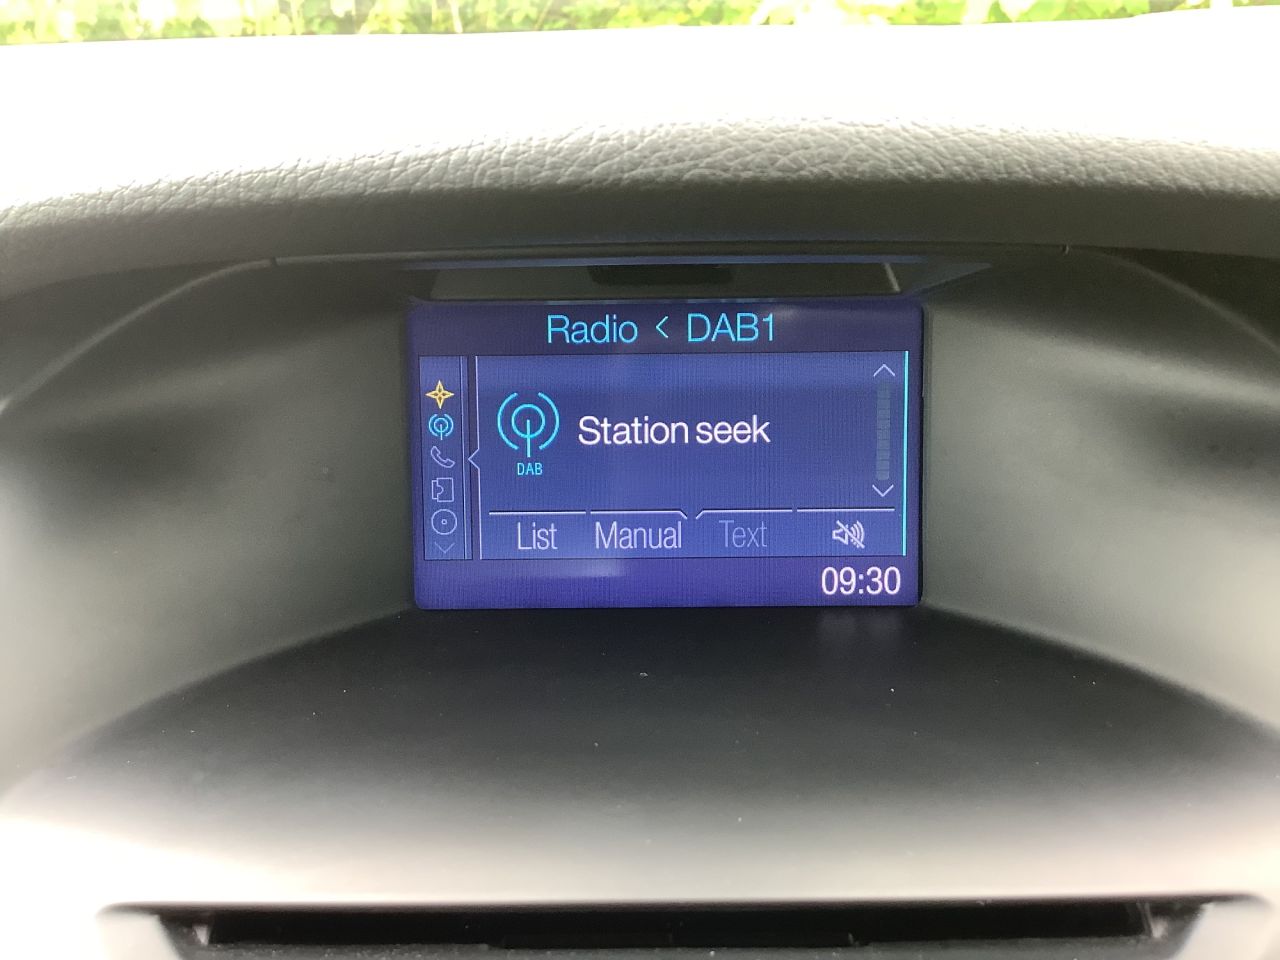 Radio < DAB1
Station seek
DAB
List Manual Text
09:30